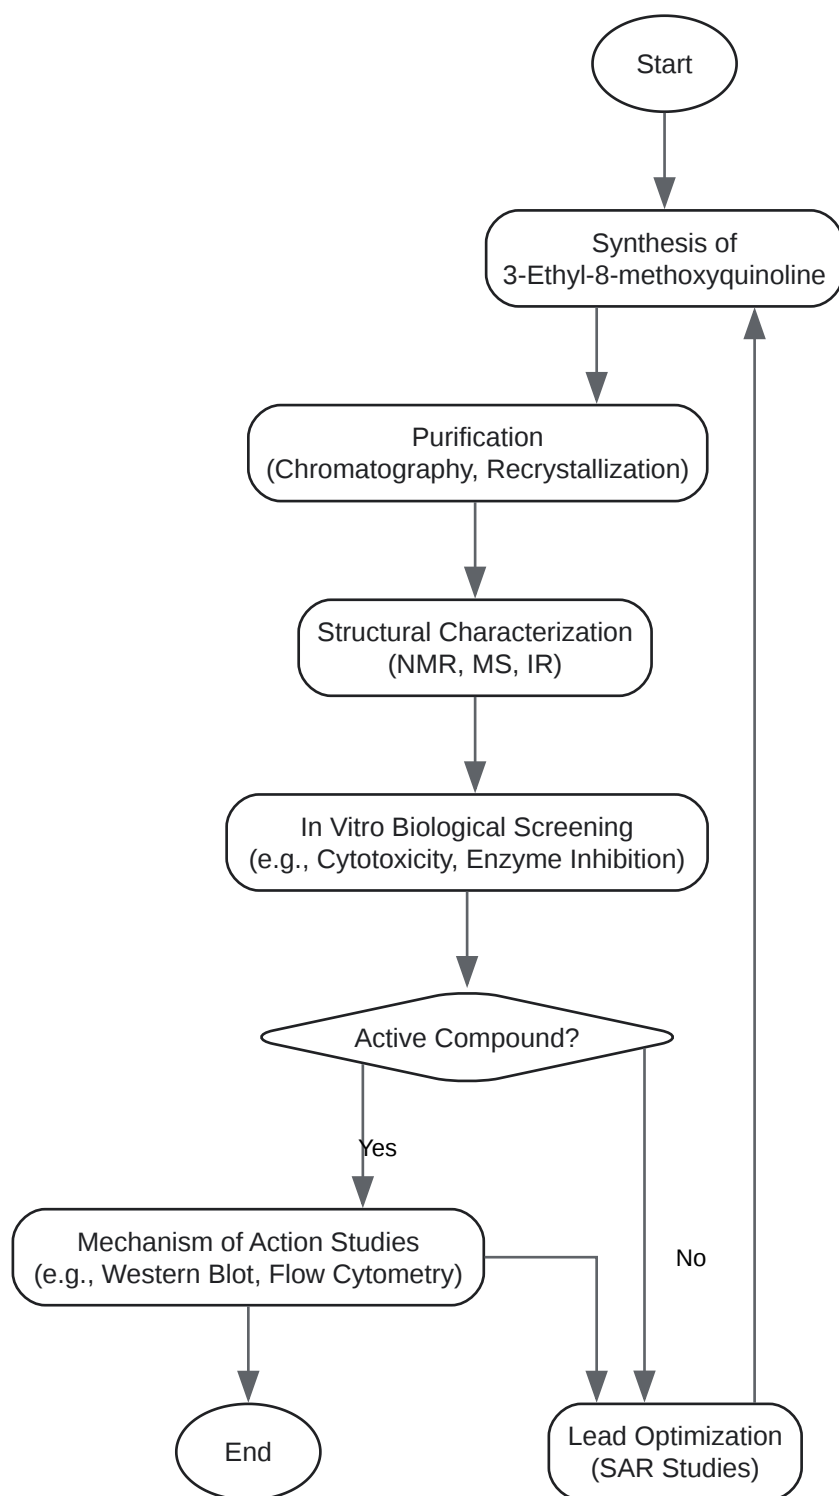 Start
Synthesis of
3-Ethyl-8-methoxyquinoline
Purification
(Chromatography, Recrystallization)
Structural Characterization
(NMR, MS, IR)
In Vitro Biological Screening
(e.g., Cytotoxicity, Enzyme Inhibition)
Active Compound?
Yes
Mechanism of Action Studies
(e.g., Western Blot, Flow Cytometry)
No
End
Lead Optimization
(SAR Studies)